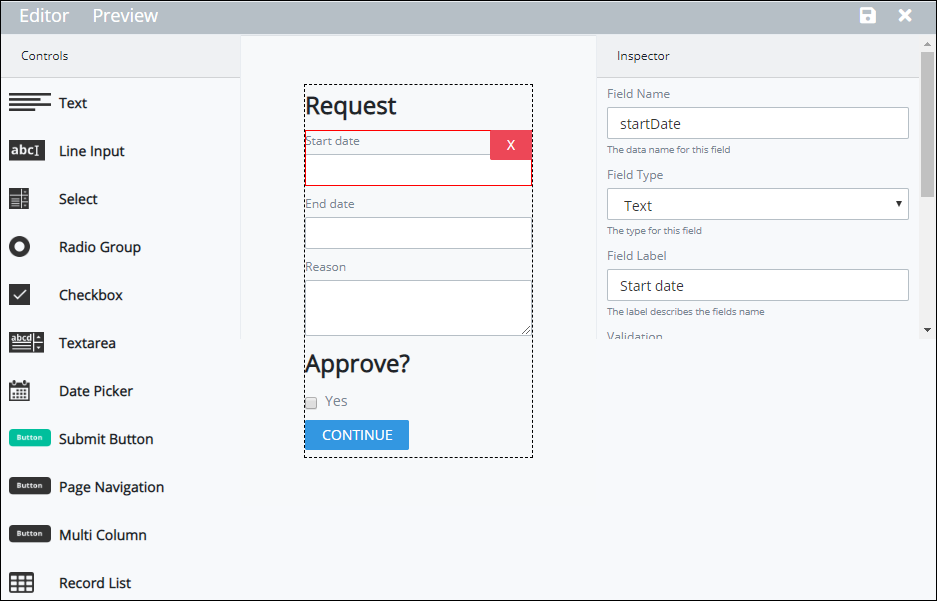 Editor Preview
Controls
Text
abcI Line Input
Select
Radio Group
Checkbox
abcd Textarea
Date Picker
Button Submit Button
Button Page Navigation
Button Multi Column
Record List
Request
Start date X
End date
Reason
Approve?
Yes
CONTINUE
Inspector
Field Name
startDate
The data name for this field
Field Type
Text
The type for this field
Field Label
Start date
The label describes the fields name
Validation